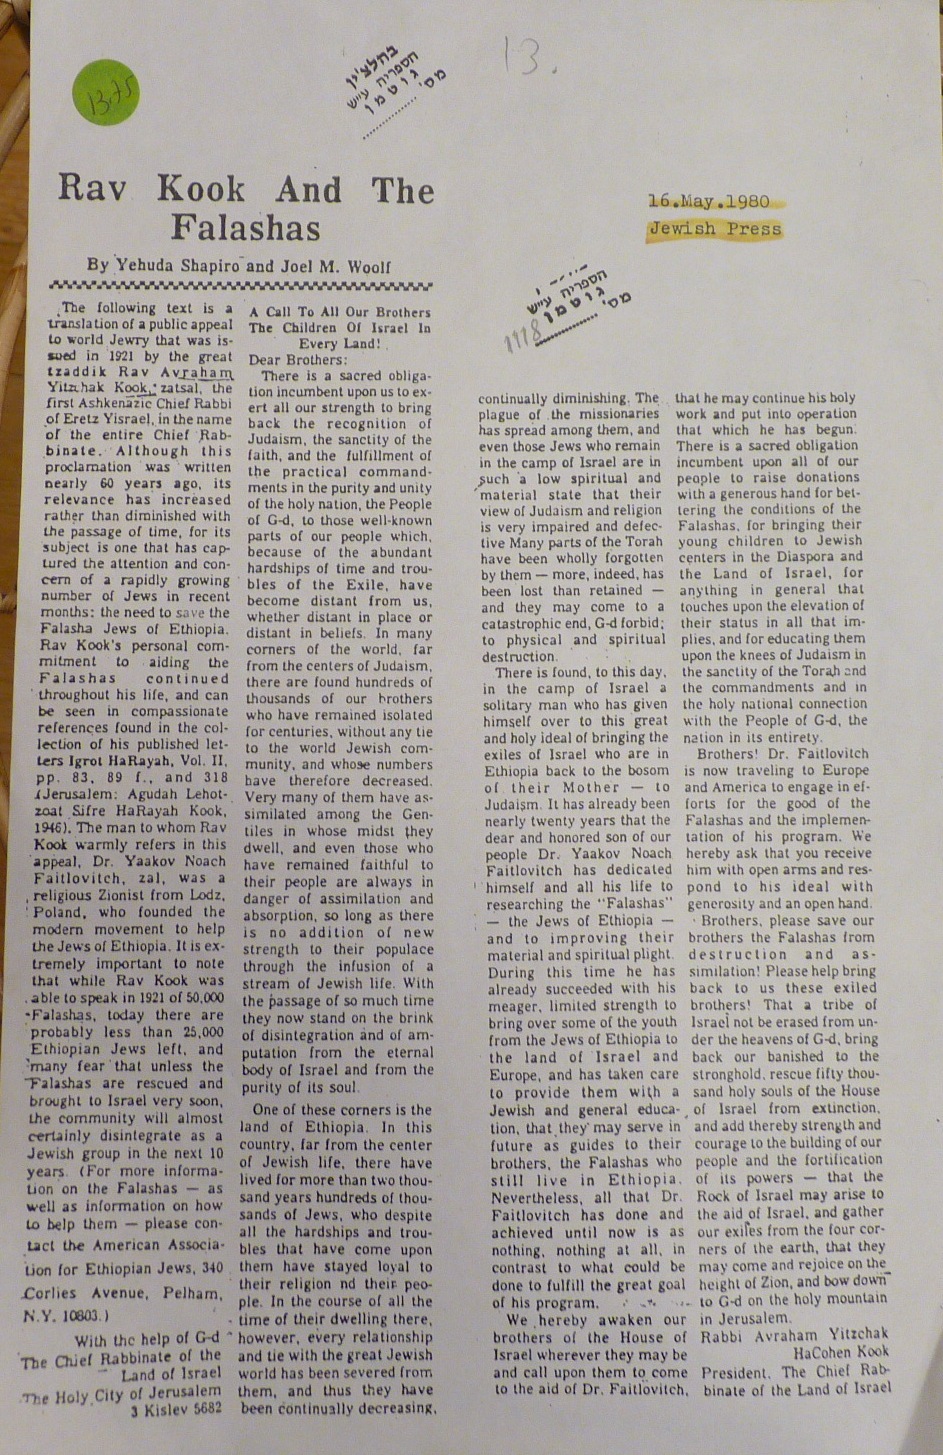 13.75
בהלצ'ין
הספריה ע״ש
גוטמן
מס'
13.
Rav Kook And The
Falashas
By Yehuda Shapiro and Joel M. Woolf
16.May.1980
Jewish Press
הספריה ע״ש
גוטמן
מס'
1118
The following text is a
translation of a public appeal
to world Jewry that was is-
sued in 1921 by the great
tzaddik Rav Avraham
Yitzchak Kook, zatsal, the
first Ashkenazic Chief Rabbi
of Eretz Yisrael, in the name
of the entire Chief Rab-
binate. Although this
proclamation was written
nearly 60 years ago, its
relevance has increased
rather than diminished with
the passage of time, for its
subject is one that has cap-
tured the attention and con-
cern of a rapidly growing
number of Jews in recent
months: the need to save the
Falasha Jews of Ethiopia.
Rav Kook's personal com-
mitment to aiding the
Falashas continued
throughout his life, and can
be seen in compassionate
references found in the col-
lection of his published let-
ters Igrot HaRayah, Vol. II,
pp. 83, 89 f., and 318
(Jerusalem: Agudah Lehot-
zoat Sifre HaRayah Kook,
1946). The man to whom Rav
Kook warmly refers in this
appeal, Dr. Yaakov Noach
Faitlovitch, zal, was a
religious Zionist from Lodz,
Poland, who founded the
modern movement to help
the Jews of Ethiopia. It is ex-
tremely important to note
that while Rav Kook was
able to speak in 1921 of 50,000
Falashas, today there are
probably less than 25,000
Ethiopian Jews left, and
many fear that unless the
Falashas are rescued and
brought to Israel very soon,
the community will almost
certainly disintegrate as a
Jewish group in the next 10
years. (For more informa-
tion on the Falashas — as
well as information on how
to help them — please con-
tact the American Associa-
tion for Ethiopian Jews, 340
Corlies Avenue, Pelham,
N.Y. 10803.)
With the help of G-d
The Chief Rabbinate of the
Land of Israel
The Holy City of Jerusalem
3 Kislev 5682
A Call To All Our Brothers
The Children Of Israel In
Every Land!
Dear Brothers:
There is a sacred obliga-
tion incumbent upon us to ex-
ert all our strength to bring
back the recognition of
Judaism, the sanctity of the
faith, and the fulfillment of
the practical command-
ments in the purity and unity
of the holy nation, the People
of G-d, to those well-known
parts of our people which,
because of the abundant
hardships of time and trou-
bles of the Exile, have
become distant from us,
whether distant in place or
distant in beliefs. In many
corners of the world, far
from the centers of Judaism,
there are found hundreds of
thousands of our brothers
who have remained isolated
for centuries, without any tie
to the world Jewish com-
munity, and whose numbers
have therefore decreased.
Very many of them have as-
similated among the Gen-
tiles in whose midst they
dwell, and even those who
have remained faithful to
their people are always in
danger of assimilation and
absorption, so long as there
is no addition of new
strength to their populace
through the infusion of a
stream of Jewish life. With
the passage of so much time
they now stand on the brink
of disintegration and of am-
putation from the eternal
body of Israel and from the
purity of its soul.
One of these corners is the
land of Ethiopia. In this
country, far from the center
of Jewish life, there have
lived for more than two thou-
sand years hundreds of thou-
sands of Jews, who despite
all the hardships and trou-
bles that have come upon
them have stayed loyal to
their religion nd their peo-
ple. In the course of all the
time of their dwelling there,
however, every relationship
and tie with the great Jewish
world has been severed from
them, and thus they have
been continually decreasing,
continually diminishing. The
plague of the missionaries
has spread among them, and
even those Jews who remain
in the camp of Israel are in
such a low spiritual and
material state that their
view of Judaism and religion
is very impaired and defec-
tive Many parts of the Torah
have been wholly forgotten
by them — more, indeed, has
been lost than retained —
and they may come to a
catastrophic end, G-d forbid;
to physical and spiritual
destruction.
There is found, to this day,
in the camp of Israel a
solitary man who has given
himself over to this great
and holy ideal of bringing the
exiles of Israel who are in
Ethiopia back to the bosom
of their Mother — to
Judaism. It has already been
nearly twenty years that the
dear and honored son of our
people Dr. Yaakov Noach
Faitlovitch has dedicated
himself and all his life to
researching the "Falashas"
— the Jews of Ethiopia —
and to improving their
material and spiritual plight.
During this time he has
already succeeded with his
meager, limited strength to
bring over some of the youth
from the Jews of Ethiopia to
the land of Israel and
Europe, and has taken care
to provide them with a
Jewish and general educa-
tion, that they may serve in
future as guides to their
brothers, the Falashas who
still live in Ethiopia.
Nevertheless, all that Dr.
Faitlovitch has done and
achieved until now is as
nothing, nothing at all, in
contrast to what could be
done to fulfill the great goal
of his program.
We hereby awaken our
brothers of the House of
Israel wherever they may be
and call upon them to come
to the aid of Dr. Faitlovitch,
that he may continue his holy
work and put into operation
that which he has begun.
There is a sacred obligation
incumbent upon all of our
people to raise donations
with a generous hand for bet-
tering the conditions of the
Falashas, for bringing their
young children to Jewish
centers in the Diaspora and
the Land of Israel, for
anything in general that
touches upon the elevation of
their status in all that im-
plies, and for educating them
upon the knees of Judaism in
the sanctity of the Torah and
the commandments and in
the holy national connection
with the People of G-d, the
nation in its entirety.
Brothers! Dr. Faitlovitch
is now traveling to Europe
and America to engage in ef-
forts for the good of the
Falashas and the implemen-
tation of his program. We
hereby ask that you receive
him with open arms and res-
pond to his ideal with
generosity and an open hand.
Brothers, please save our
brothers the Falashas from
destruction and as-
similation! Please help bring
back to us these exiled
brothers! That a tribe of
Israel not be erased from un-
der the heavens of G-d, bring
back our banished to the
stronghold, rescue fifty thou-
sand holy souls of the House
of Israel from extinction,
and add thereby strength and
courage to the building of our
people and the fortification
of its powers — that the
Rock of Israel may arise to
the aid of Israel, and gather
our exiles from the four cor-
ners of the earth, that they
may come and rejoice on the
height of Zion, and bow down
to G-d on the holy mountain
in Jerusalem.
Rabbi Avraham Yitzchak
HaCohen Kook
President, The Chief Rab-
binate of the Land of Israel